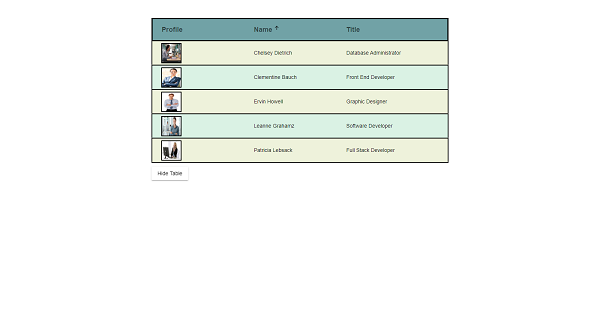 Profile Name ↑ Title
Chelsey Dietrich Database Administrator
Clementine Bauch Front End Developer
Ervin Howell Graphic Designer
Leanne Graham2 Software Developer
Patricia Lebsack Full Stack Developer
Hide Table